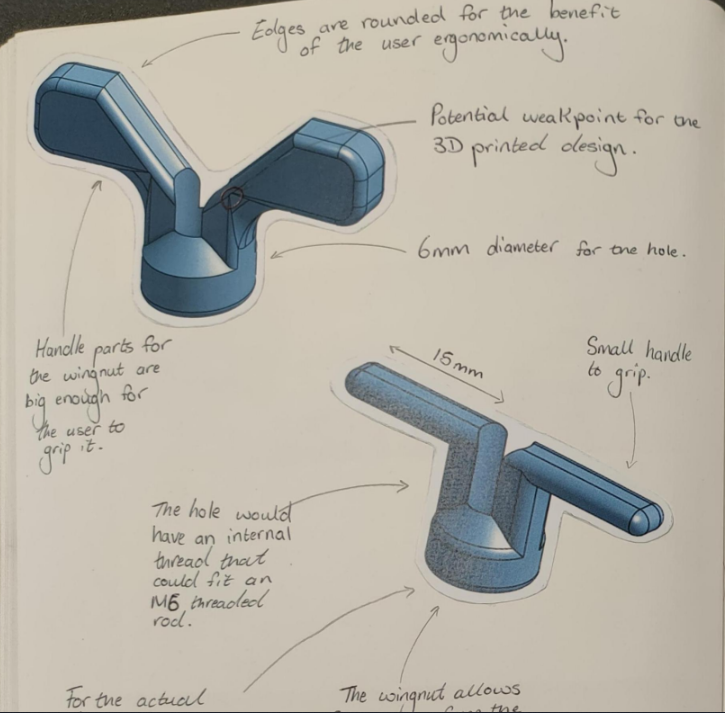 Edges are rounded for the benefit
of the user ergonomically.
Potential weakpoint for the
3D printed design.
6mm diameter for the hole.
Handle parts for
the wingnut are
big enough for
the user to
grip it.
15mm
Small handle
to grip.
The hole would
have an internal
thread that
could fit an
M6 threaded
rod.
For the actual
The wingnut allows
the